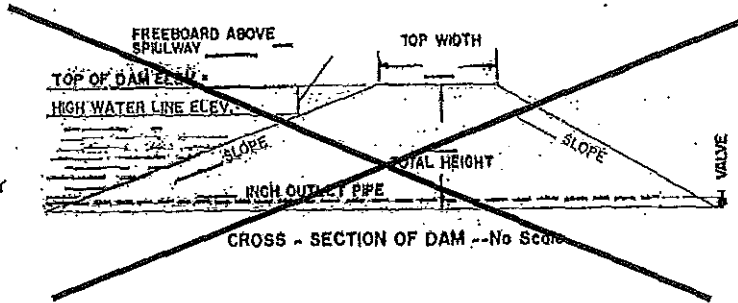 FREEBOARD ABOVE
SPILLWAY
TOP WIDTH
TOP OF DAM ELEV.
HIGH WATER LINE ELEV.
SLOPE
SLOPE
TOTAL HEIGHT
VALVE
INCH OUTLET PIPE
CROSS - SECTION OF DAM --No Scale